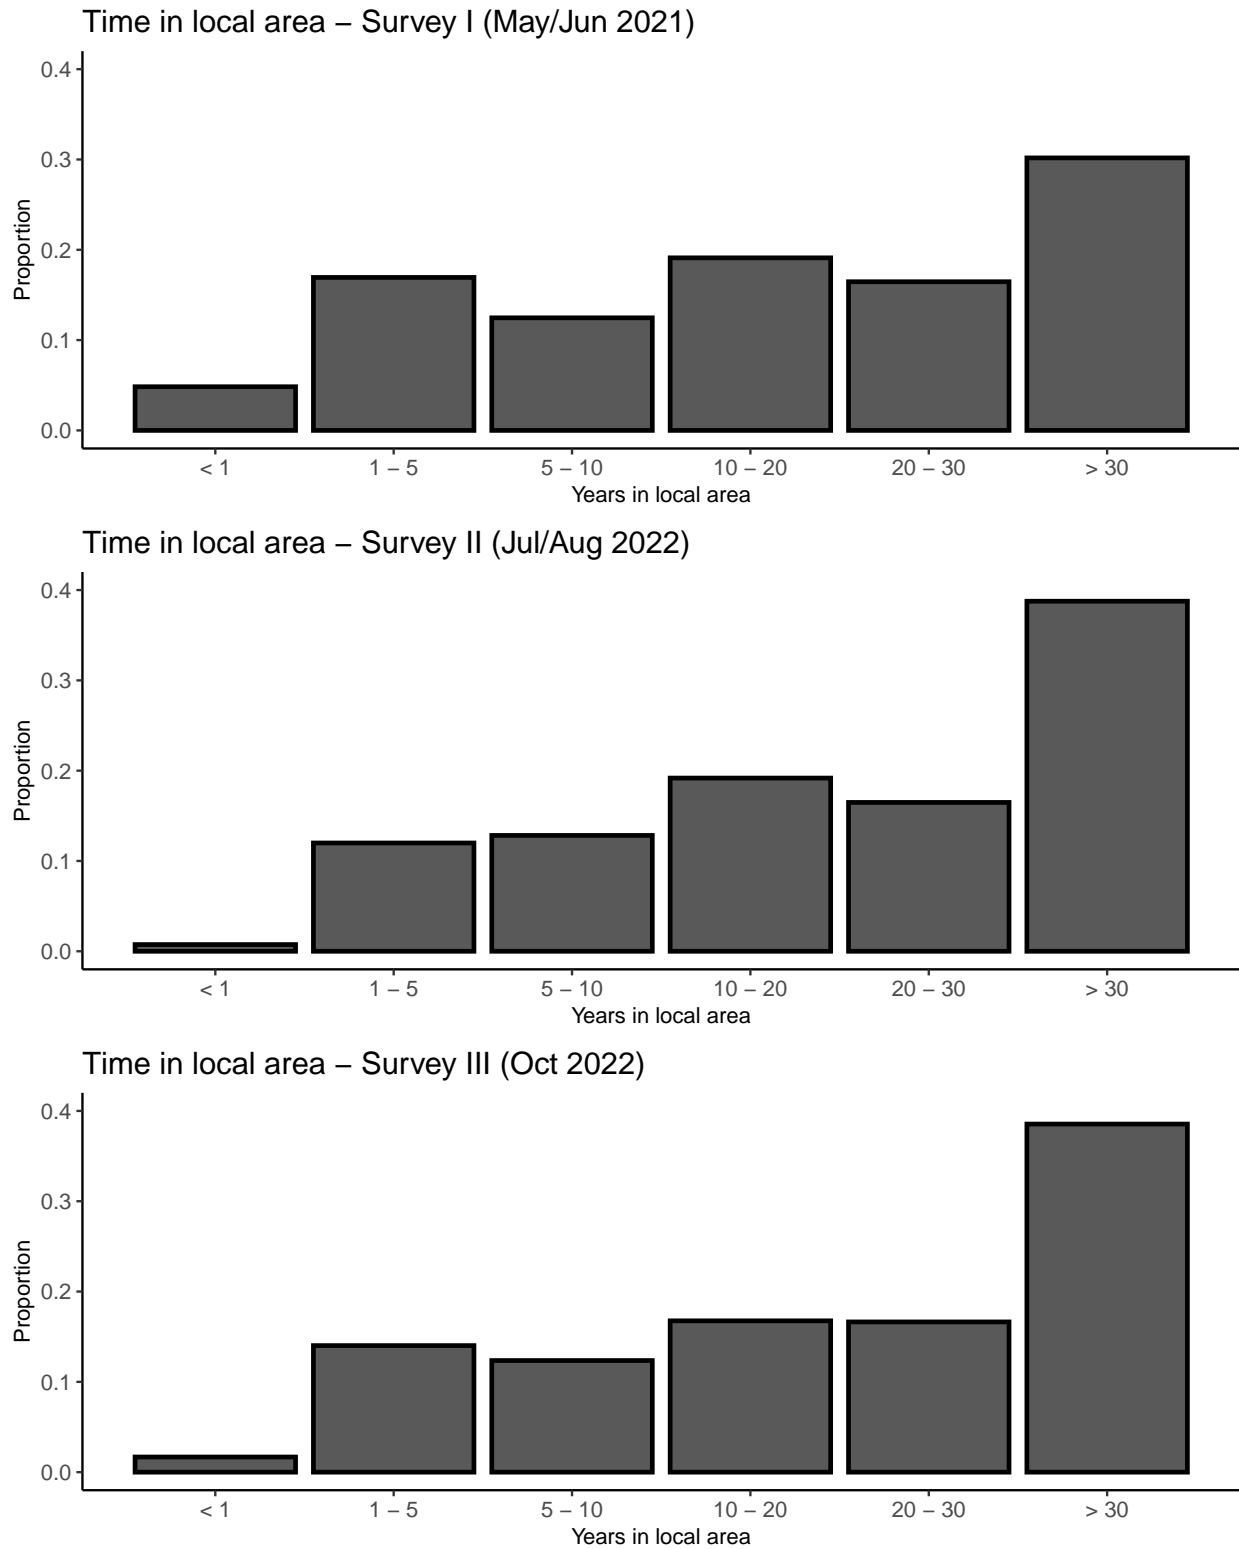 Time in local area – Survey I (May/Jun 2021)
0.4
0.3
0.2
0.1
0.0
Proportion
< 1 1 – 5 5 – 10 10 – 20 20 – 30 > 30
Years in local area
Time in local area – Survey II (Jul/Aug 2022)
0.4
0.3
0.2
0.1
0.0
Proportion
< 1 1 – 5 5 – 10 10 – 20 20 – 30 > 30
Years in local area
Time in local area – Survey III (Oct 2022)
0.4
0.3
0.2
0.1
0.0
Proportion
< 1 1 – 5 5 – 10 10 – 20 20 – 30 > 30
Years in local area